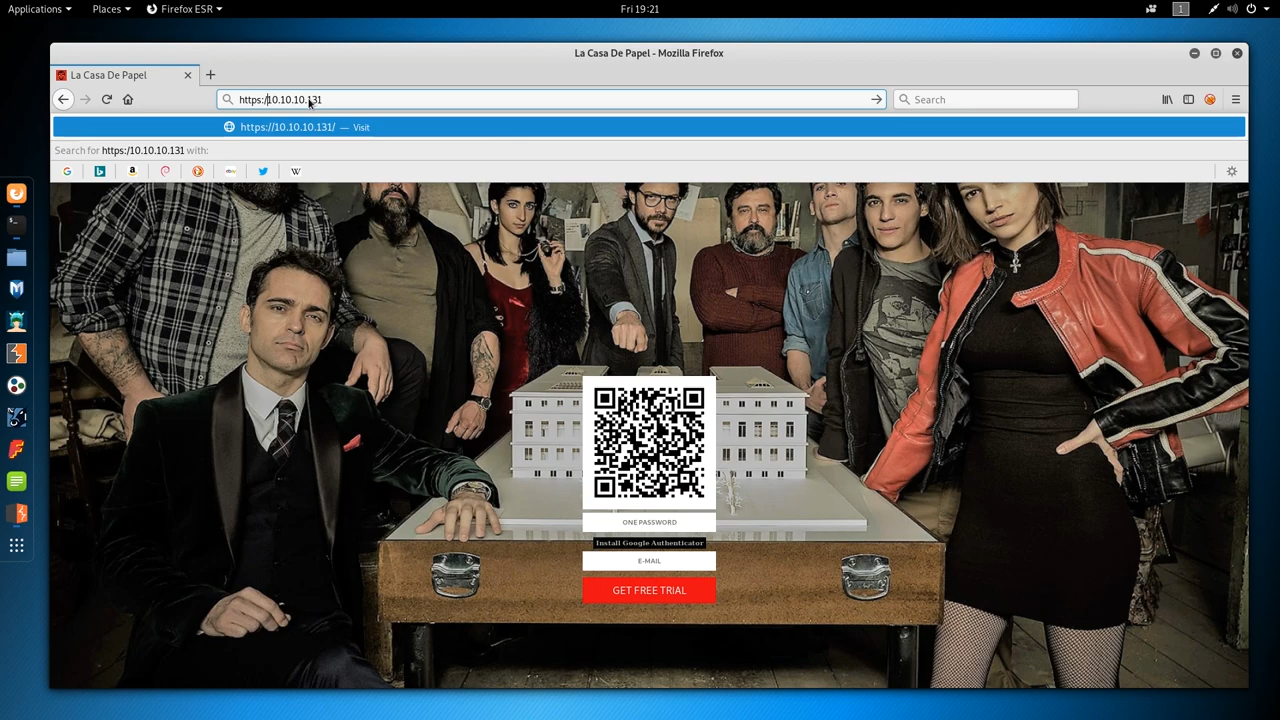 Applications Places Firefox ESR Fri 19:21 1
La Casa De Papel - Mozilla Firefox
La Casa De Papel
https:/10.10.10.131 Search
https://10.10.10.131/ — Visit
Search for https:/10.10.10.131 with:
ONE PASSWORD
Install Google Authenticator
E-MAIL
GET FREE TRIAL